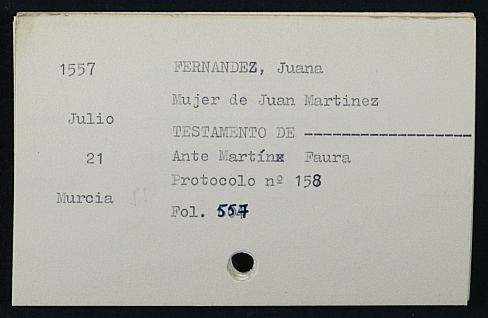 1557 FERNANDEZ, Juana
Mujer de Juan Martinez
Julio
TESTAMENTO DE --------------------
21 Ante Martín Faura
Protocolo nº 158
Murcia
Fol. 557